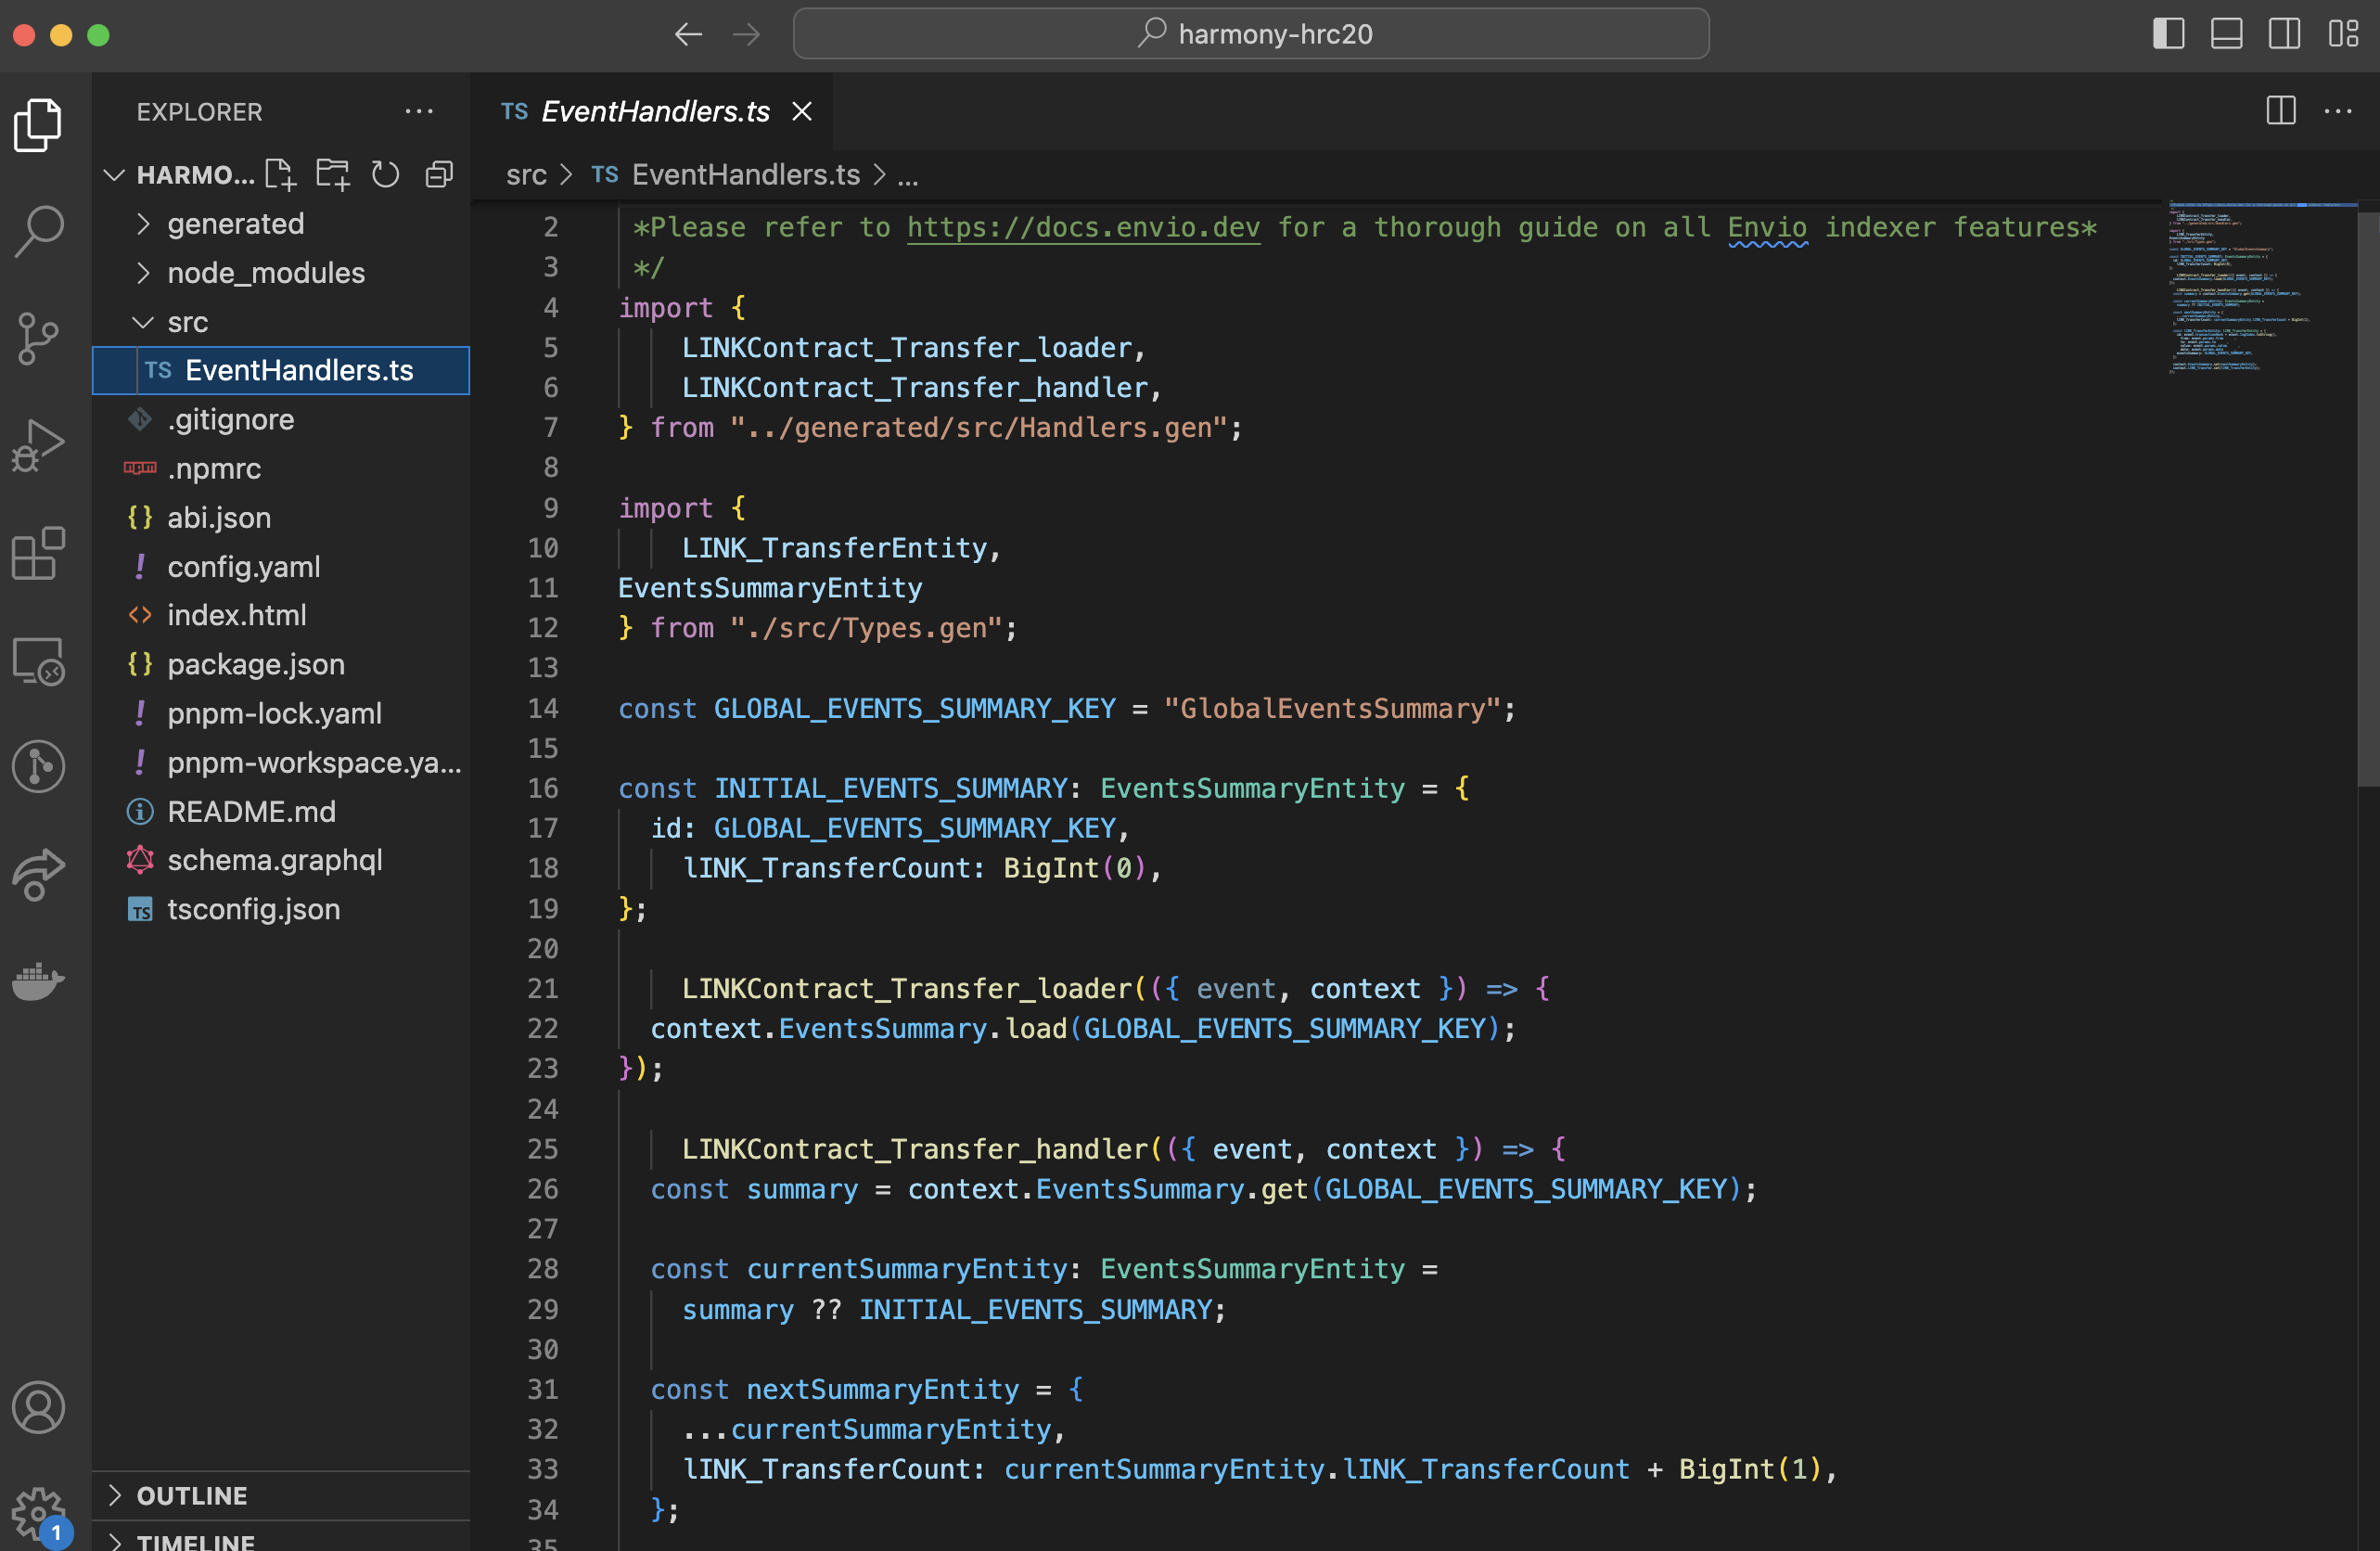 harmony-hrc20
EXPLORER
HARMO...
generated
node_modules
src
TS EventHandlers.ts
.gitignore
.npmrc
{} abi.json
! config.yaml
<> index.html
{} package.json
! pnpm-lock.yaml
! pnpm-workspace.ya...
README.md
schema.graphql
TS tsconfig.json
OUTLINE
TIMELINE
1
TS EventHandlers.ts
src > TS EventHandlers.ts > ...
2 *Please refer to https://docs.envio.dev for a thorough guide on all Envio indexer features*
3 */
4 import {
5 LINKContract_Transfer_loader,
6 LINKContract_Transfer_handler,
7 } from "../generated/src/Handlers.gen";
8
9 import {
10 LINK_TransferEntity,
11 EventsSummaryEntity
12 } from "./src/Types.gen";
13
14 const GLOBAL_EVENTS_SUMMARY_KEY = "GlobalEventsSummary";
15
16 const INITIAL_EVENTS_SUMMARY: EventsSummaryEntity = {
17 id: GLOBAL_EVENTS_SUMMARY_KEY,
18 lINK_TransferCount: BigInt(0),
19 };
20
21 LINKContract_Transfer_loader(({ event, context }) => {
22 context.EventsSummary.load(GLOBAL_EVENTS_SUMMARY_KEY);
23 });
24
25 LINKContract_Transfer_handler(({ event, context }) => {
26 const summary = context.EventsSummary.get(GLOBAL_EVENTS_SUMMARY_KEY);
27
28 const currentSummaryEntity: EventsSummaryEntity =
29 summary ?? INITIAL_EVENTS_SUMMARY;
30
31 const nextSummaryEntity = {
32 ...currentSummaryEntity,
33 lINK_TransferCount: currentSummaryEntity.lINK_TransferCount + BigInt(1),
34 };
35